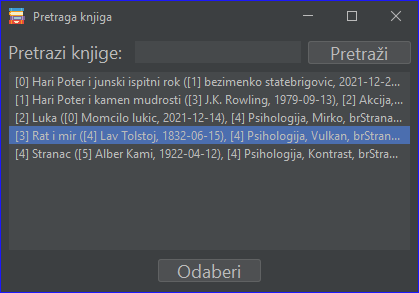 Pretraga knjiga
Pretrazi knjige:
Pretraži
[0] Hari Poter i junski ispitni rok ([1] bezimenko statebrigovic, 2021-12-2...
[1] Hari Poter i kamen mudrosti ([3] J.K. Rowling, 1979-09-13), [2] Akcija,...
[2] Luka ([0] Momcilo lukic, 2021-12-14), [4] Psihologija, Mirko, brStrana...
[3] Rat i mir ([4] Lav Tolstoj, 1832-06-15), [4] Psihologija, Vulkan, brStran...
[4] Stranac ([5] Alber Kami, 1922-04-12), [4] Psihologija, Kontrast, brStra...
Odaberi